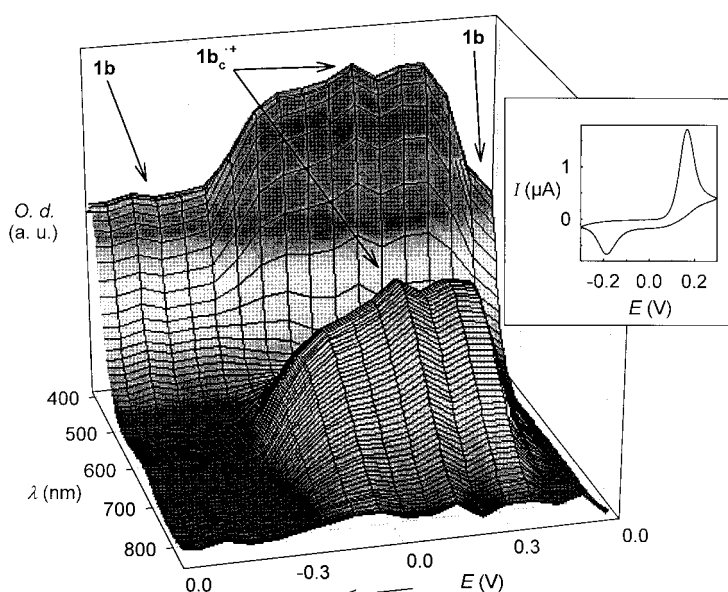 1b
1b_c^·+
1b
O. d.
(a. u.)
1
0
I (µA)
-0.2 0.0 0.2
E (V)
400
500
600
700
800
λ (nm)
0.0 -0.3 0.0 0.3 0.0
E (V)